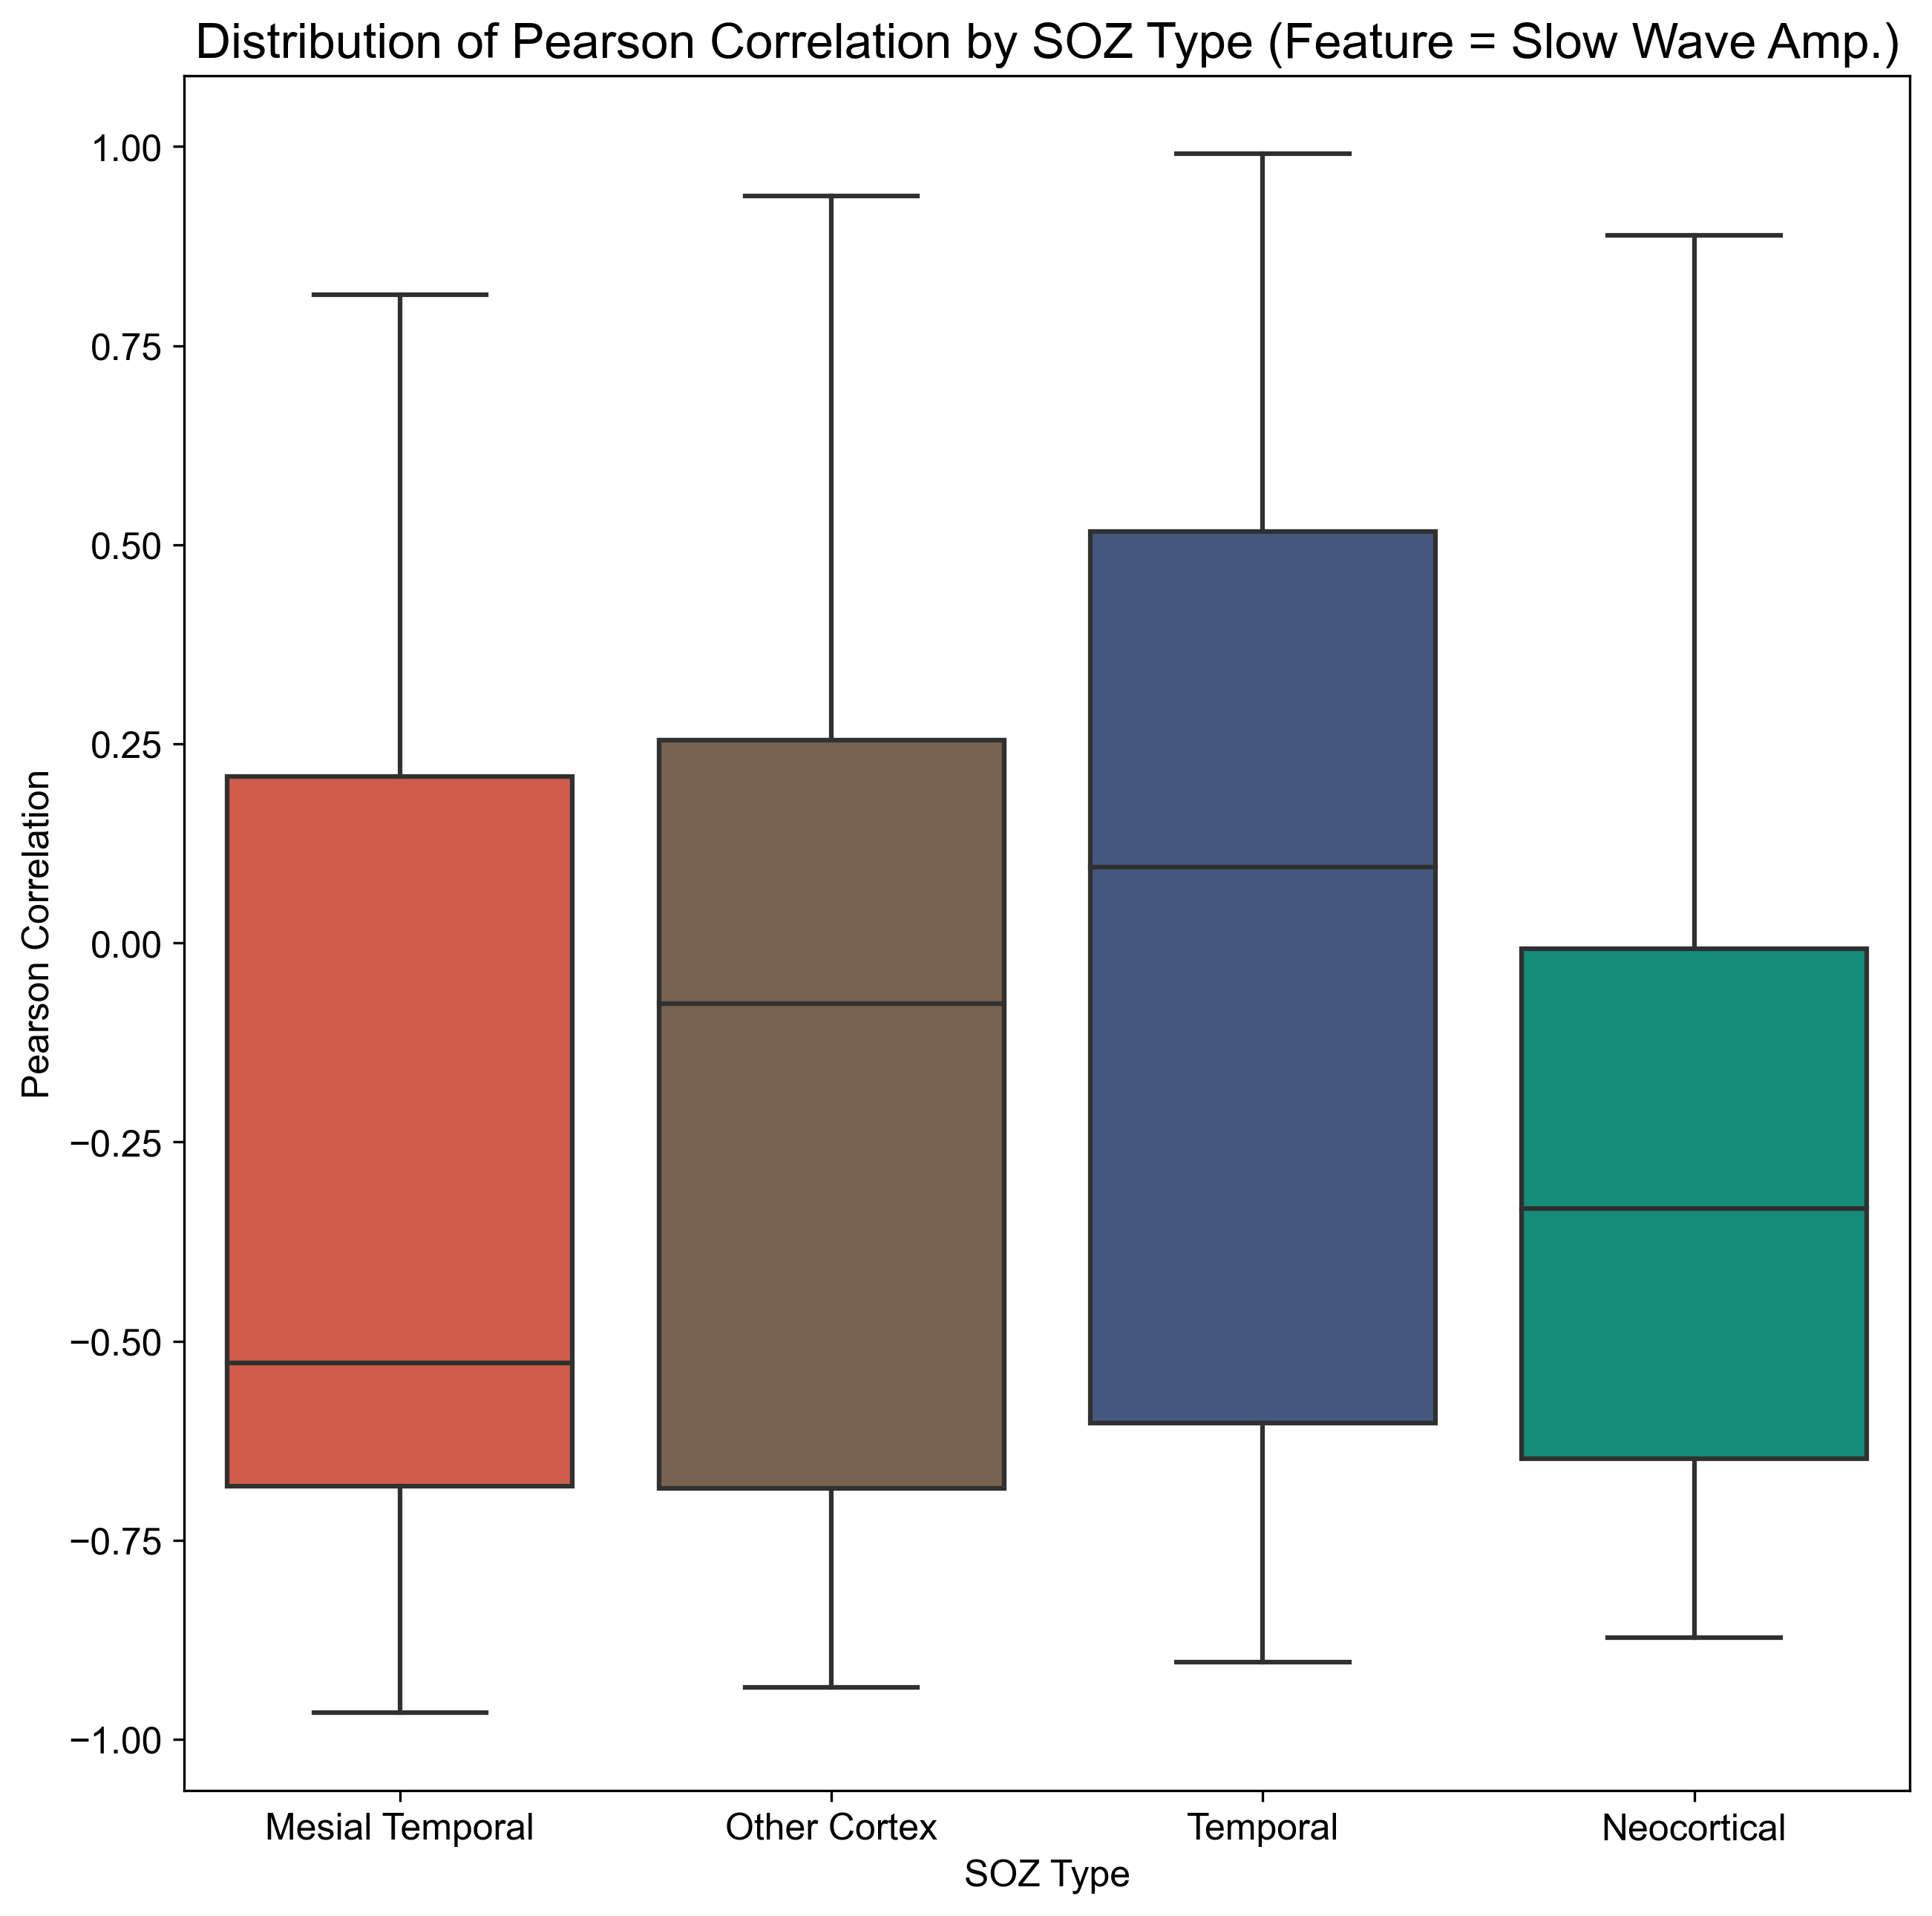 Distribution of Pearson Correlation by SOZ Type (Feature = Slow Wave Amp.)
Pearson Correlation
1.00
0.75
0.50
0.25
0.00
−0.25
−0.50
−0.75
−1.00
Mesial Temporal Other Cortex Temporal Neocortical
SOZ Type